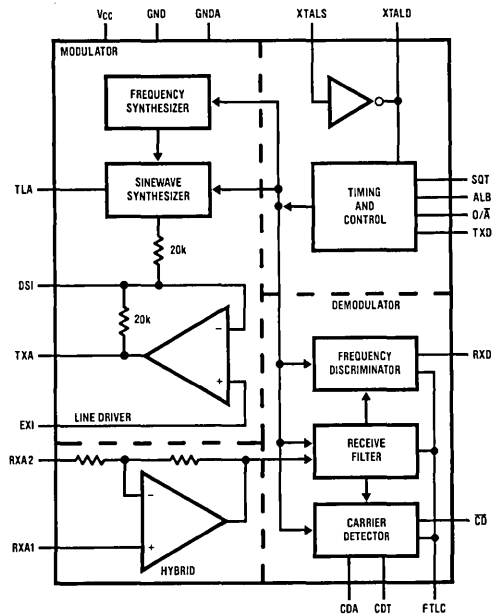 VCC GND GNDA XTALS XTALD
MODULATOR
FREQUENCY
SYNTHESIZER
TLA
SINEWAVE
SYNTHESIZER
TIMING
AND
CONTROL
SQT
ALB
O/A̅
TXD
20k
DSI
20k
DEMODULATOR
TXA
FREQUENCY
DISCRIMINATOR
RXD
−
+
EXI
LINE DRIVER
RXA2
RECEIVE
FILTER
−
+
RXA1
HYBRID
CARRIER
DETECTOR
C̅D̅
CDA CDT FTLC